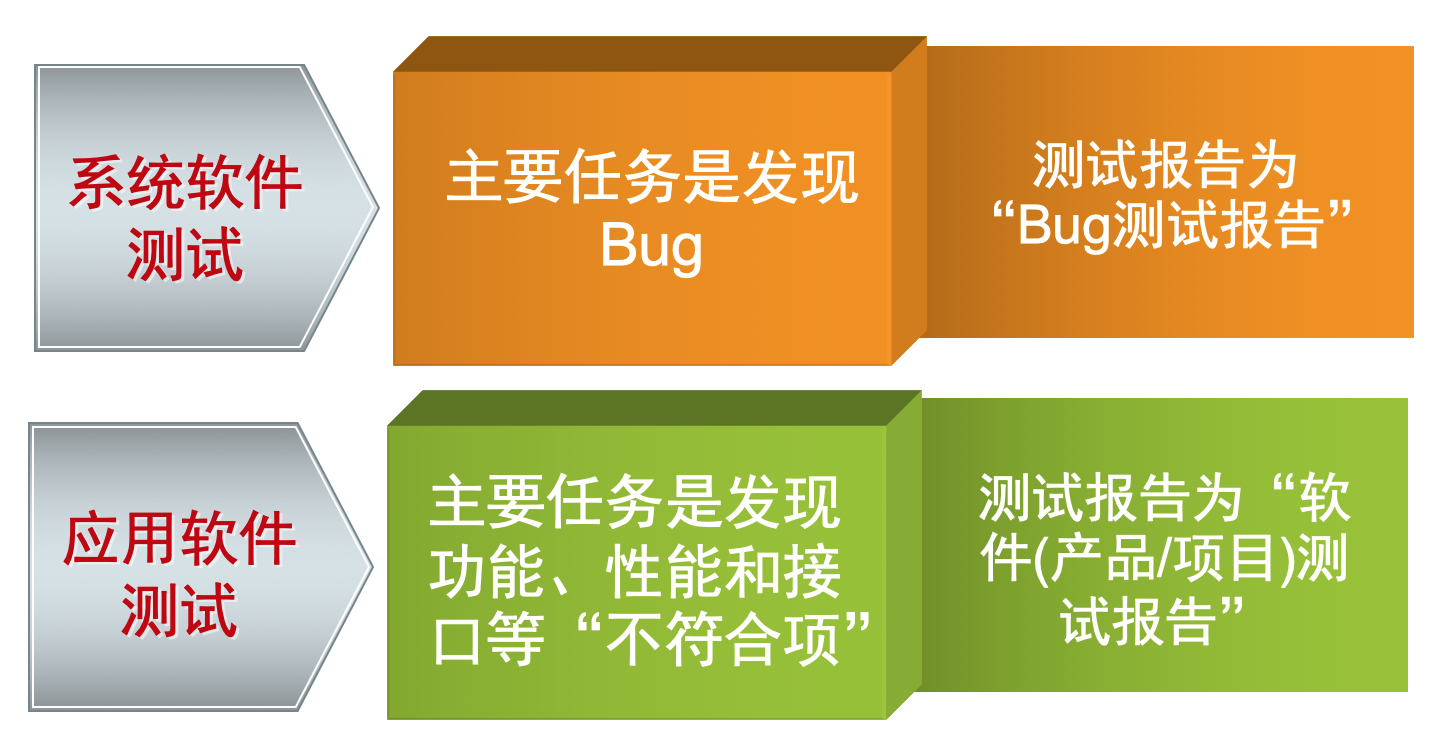 系统软件
测试
主要任务是发现
Bug
测试报告为
“Bug测试报告”
应用软件
测试
主要任务是发现
功能、性能和接
口等“不符合项”
测试报告为“软
件(产品/项目)测
试报告”